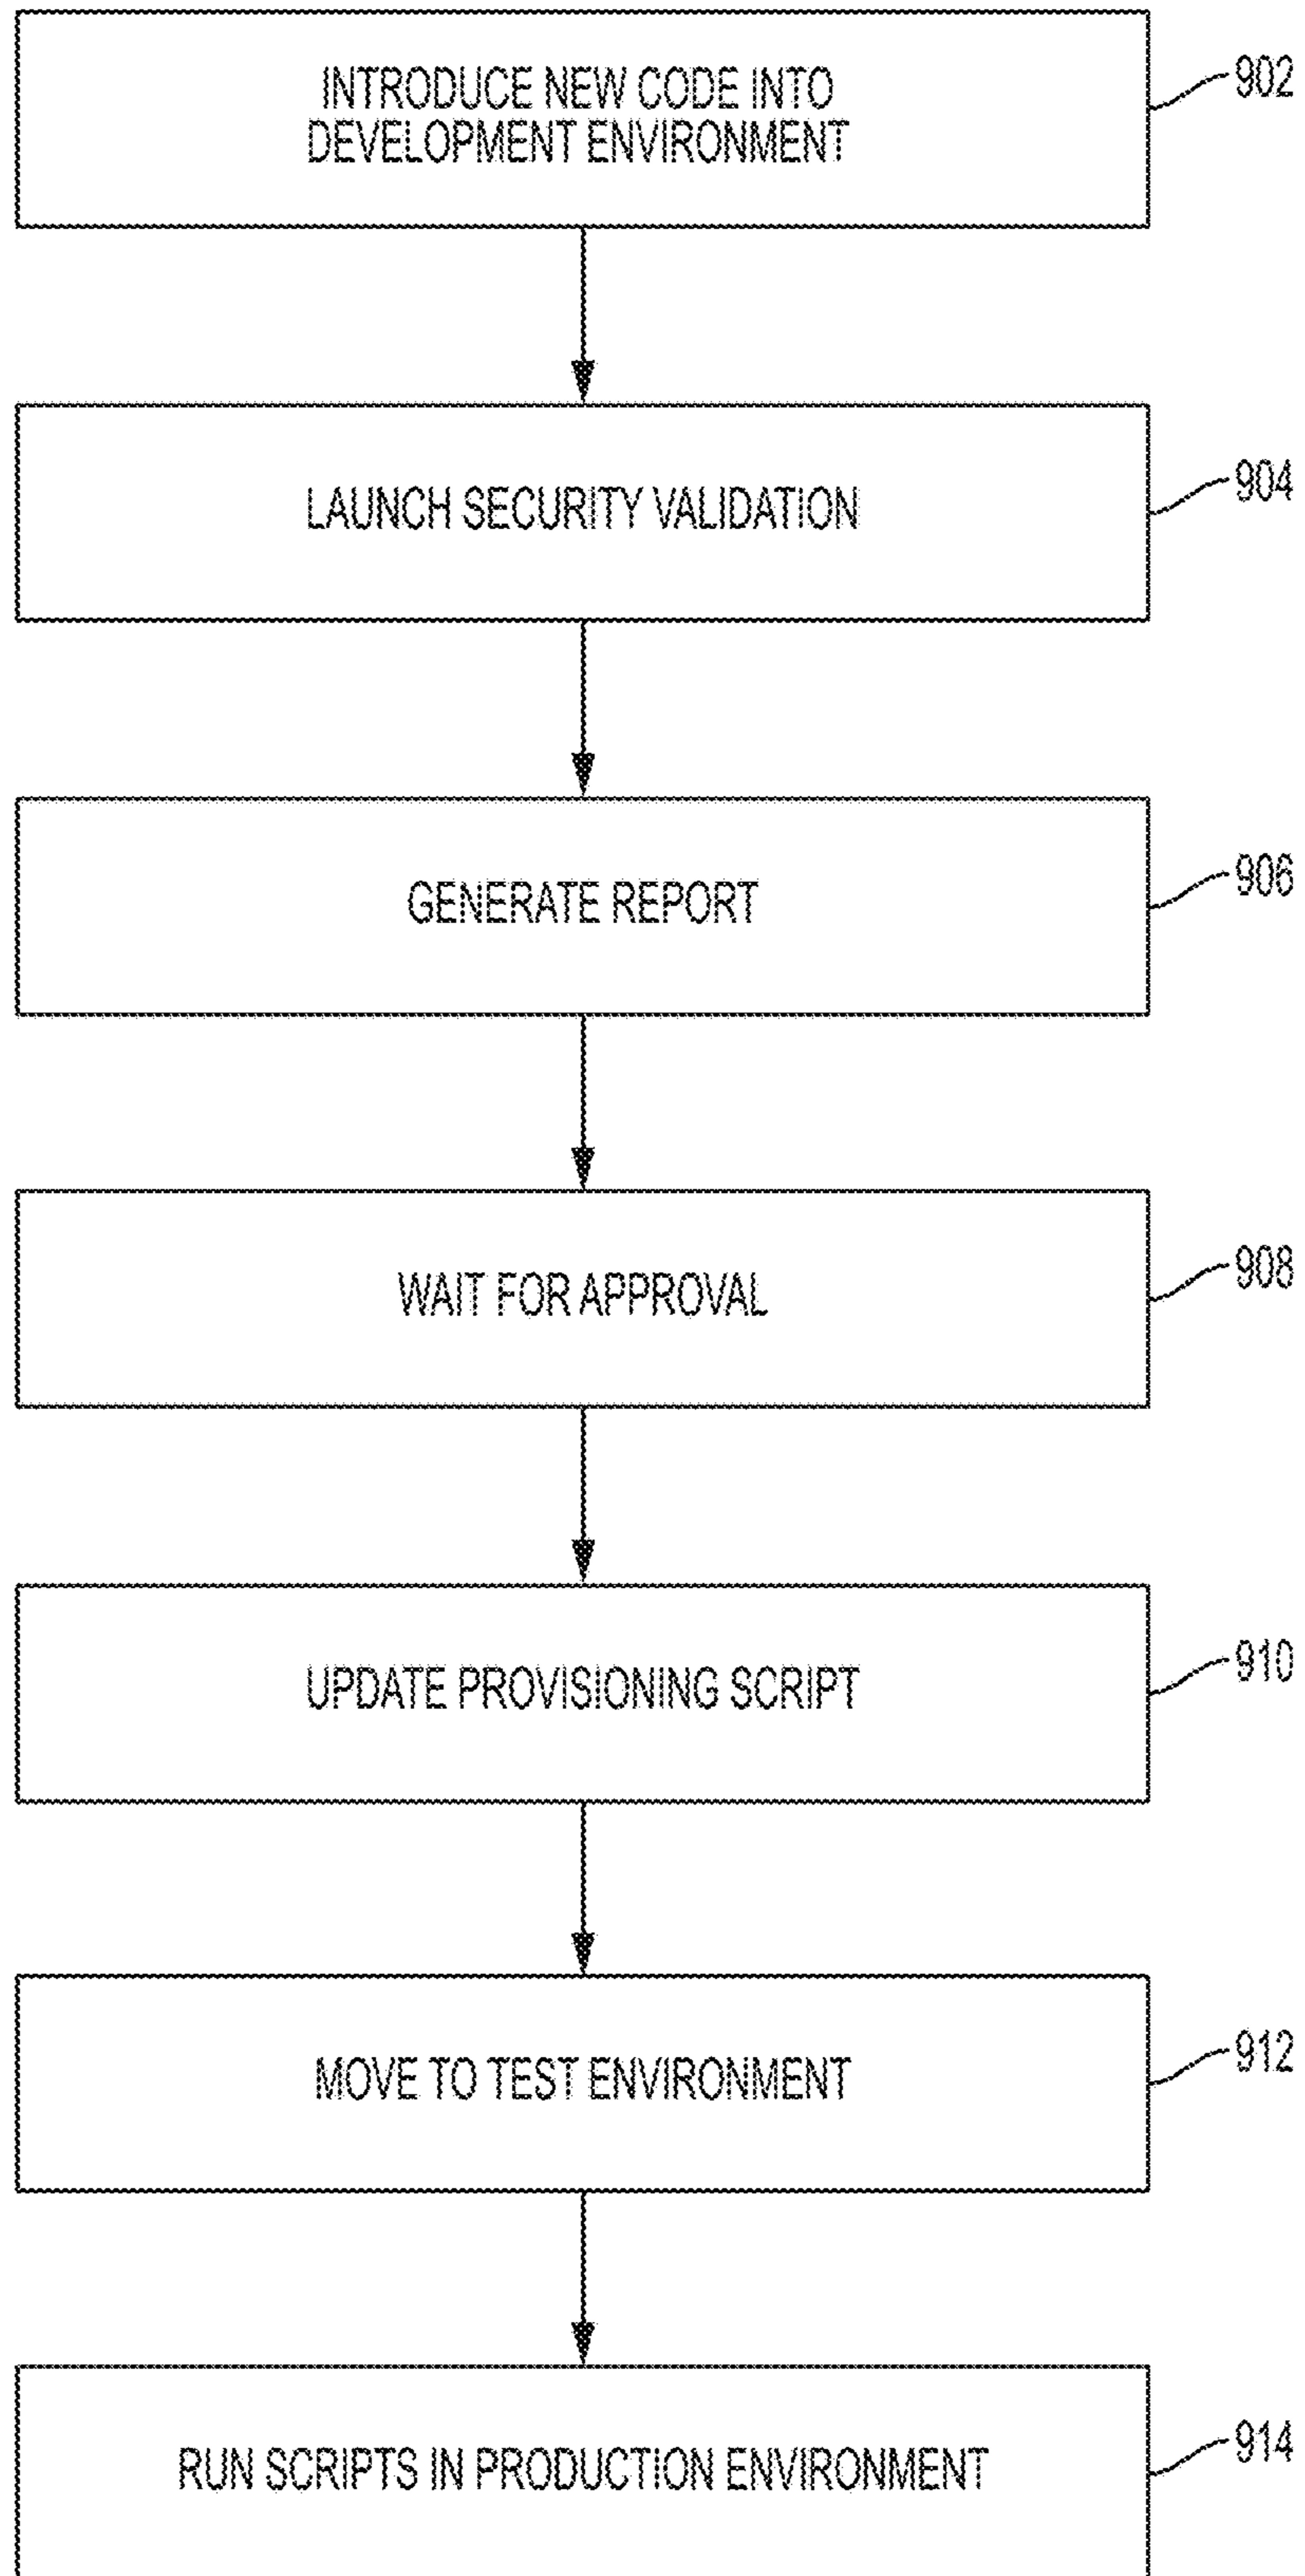 INTRODUCE NEW CODE INTO
DEVELOPMENT ENVIRONMENT
902
LAUNCH SECURITY VALIDATION
904
GENERATE REPORT
906
WAIT FOR APPROVAL
908
UPDATE PROVISIONING SCRIPT
910
MOVE TO TEST ENVIRONMENT
912
RUN SCRIPTS IN PRODUCTION ENVIRONMENT
914